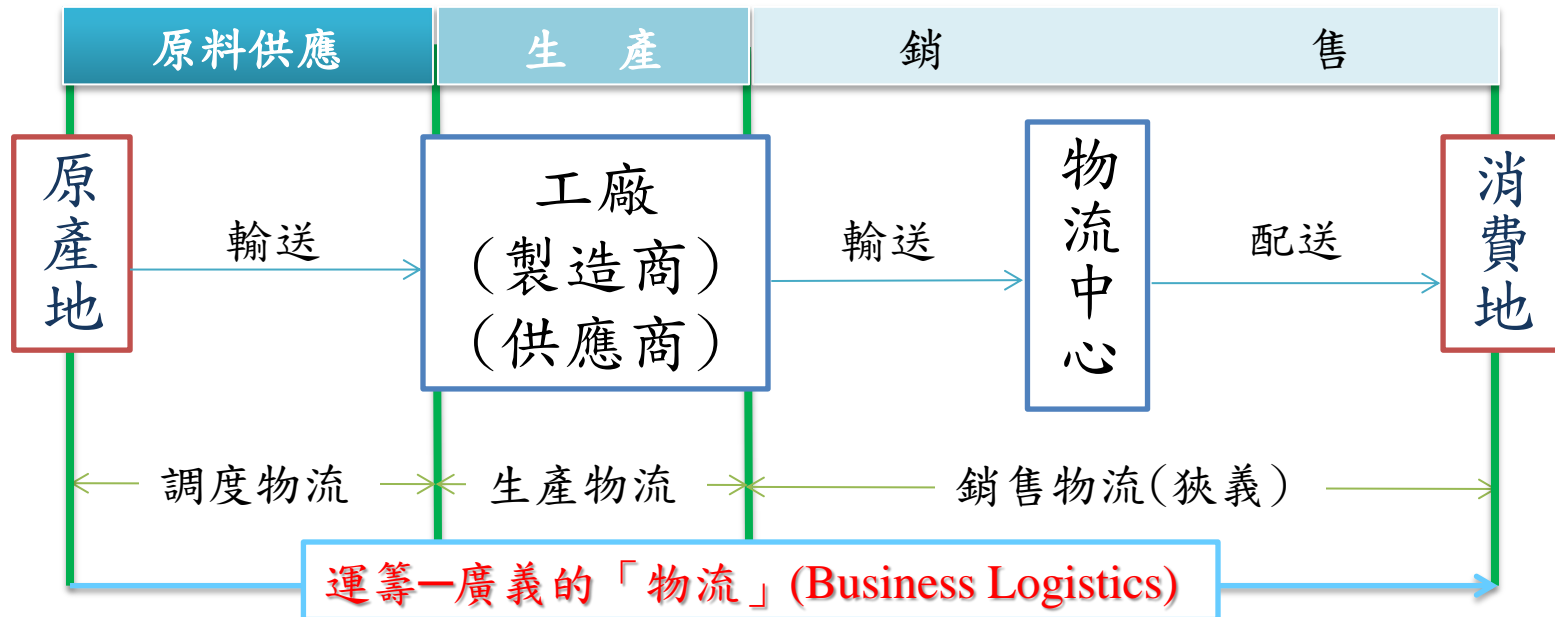 原料供應
生 產
銷 售
原產地
輸送
工廠
(製造商)
(供應商)
輸送
物流中心
配送
消費地
調度物流
生產物流
銷售物流(狹義)
運籌─廣義的「物流」(Business Logistics)